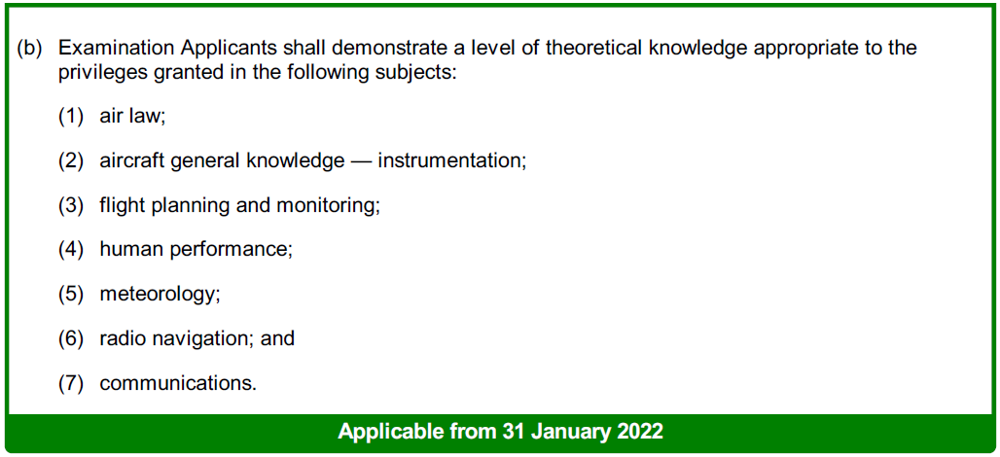 (b) Examination Applicants shall demonstrate a level of theoretical knowledge appropriate to the
privileges granted in the following subjects:
(1) air law;
(2) aircraft general knowledge — instrumentation;
(3) flight planning and monitoring;
(4) human performance;
(5) meteorology;
(6) radio navigation; and
(7) communications.
Applicable from 31 January 2022